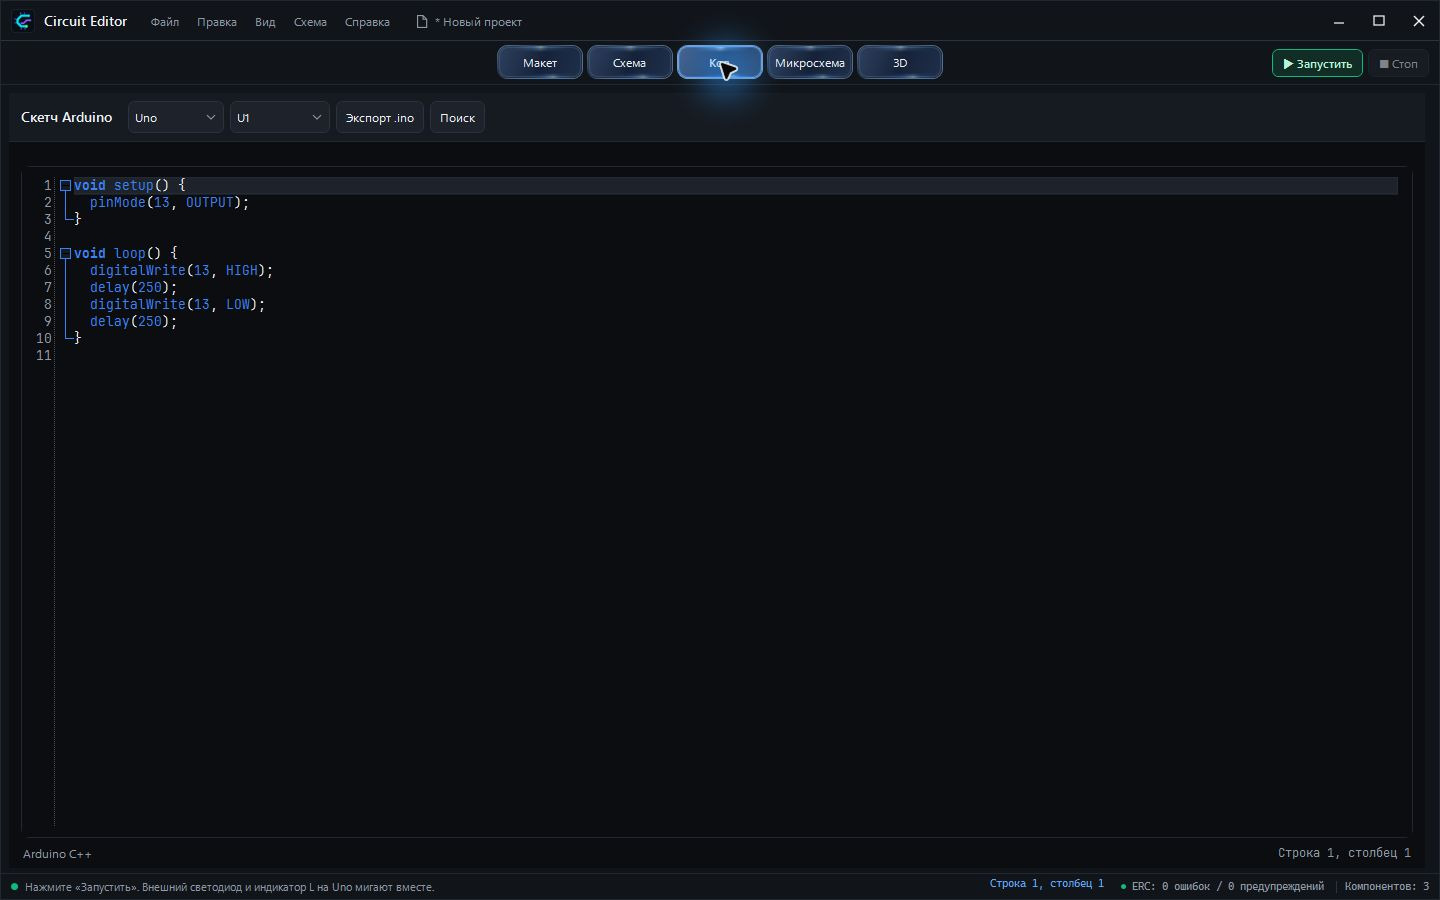 Circuit Editor Файл Правка Вид Схема Справка * Новый проект
Макет Схема Микросхема 3D Запустить Стоп
Скетч Arduino Uno U1 Экспорт .ino Поиск
1 void setup() {
2 pinMode(13, OUTPUT);
3 }
4
5 void loop() {
6 digitalWrite(13, HIGH);
7 delay(250);
8 digitalWrite(13, LOW);
9 delay(250);
10 }
11
Arduino C++ Строка 1, столбец 1
Нажмите «Запустить». Внешний светодиод и индикатор L на Uno мигают вместе. Строка 1, столбец 1 ERC: 0 ошибок / 0 предупреждений Компонентов: 3